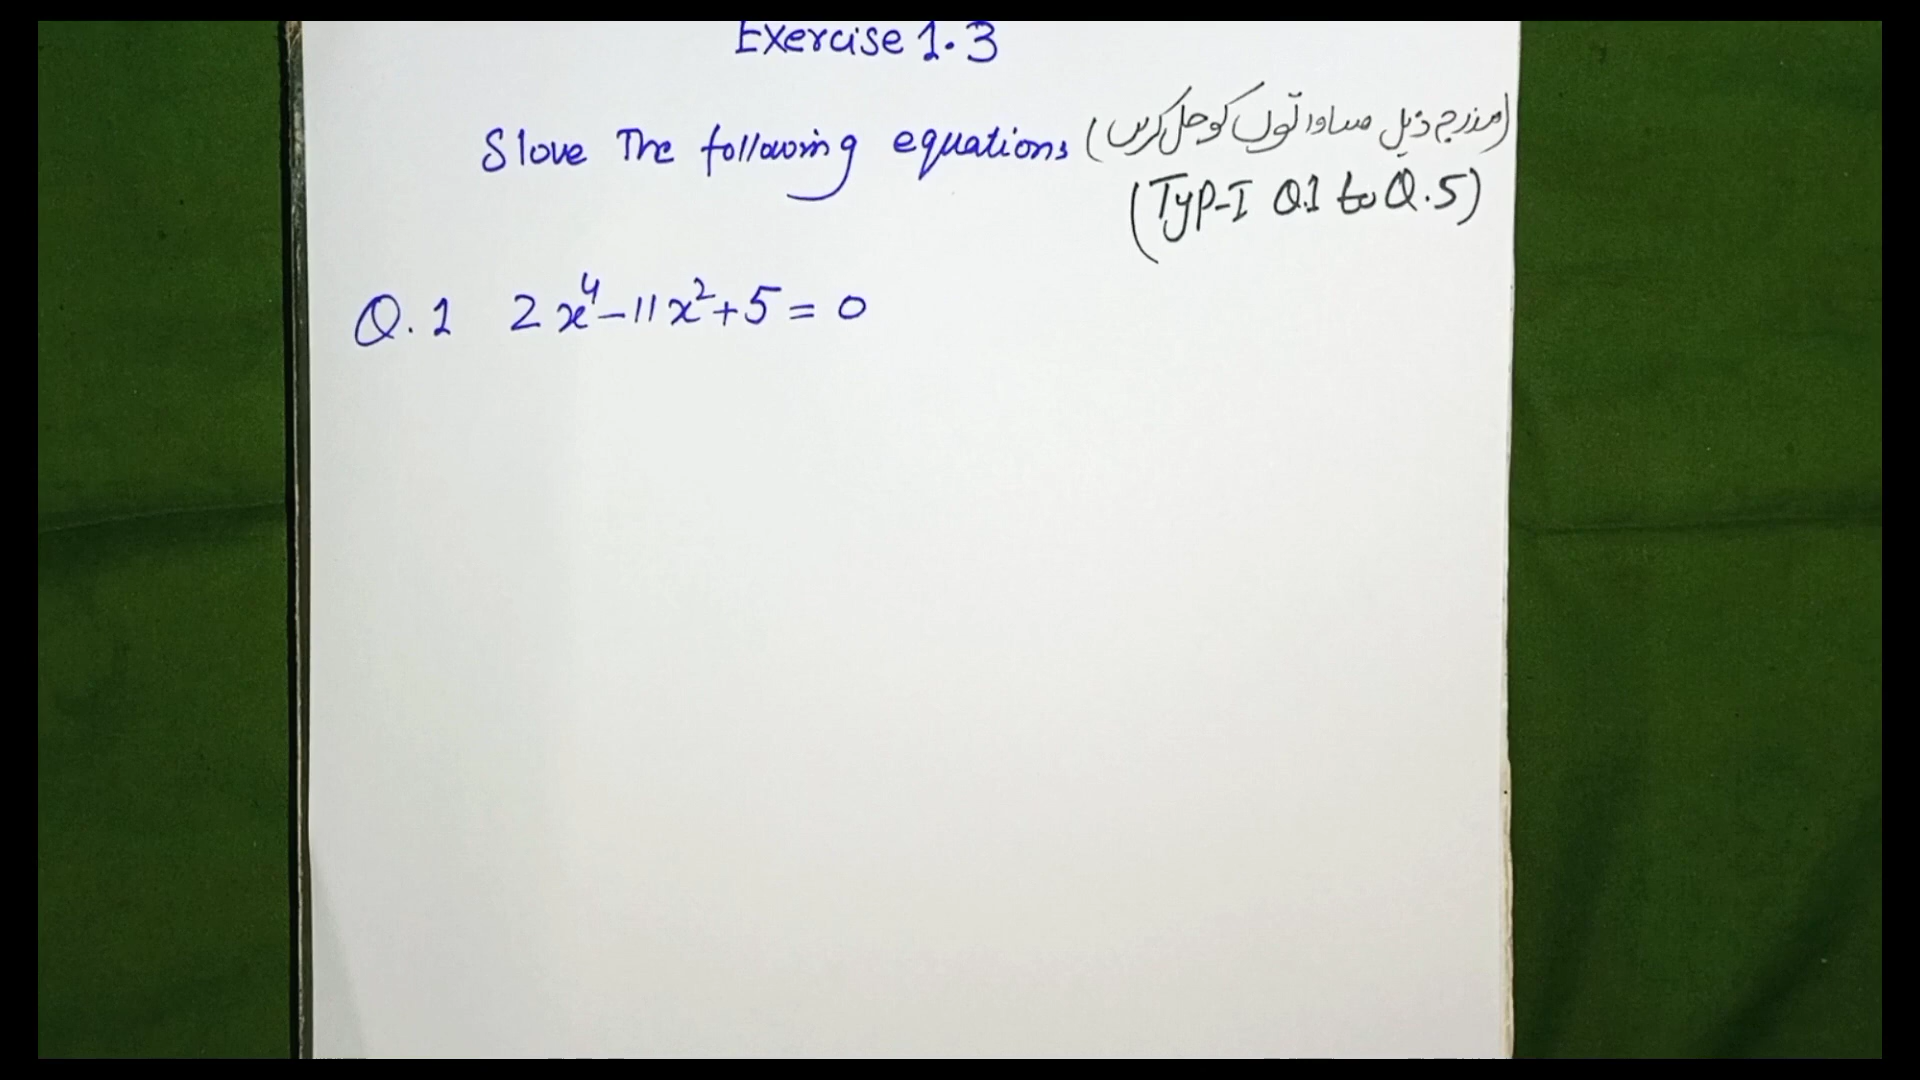 Exercise 1.3
Slove The following equations (مندرجہ ذیل مساواتوں کو حل کریں)
(Typ-I Q.1 to Q.5)
Q.1 2x⁴-11x²+5=0